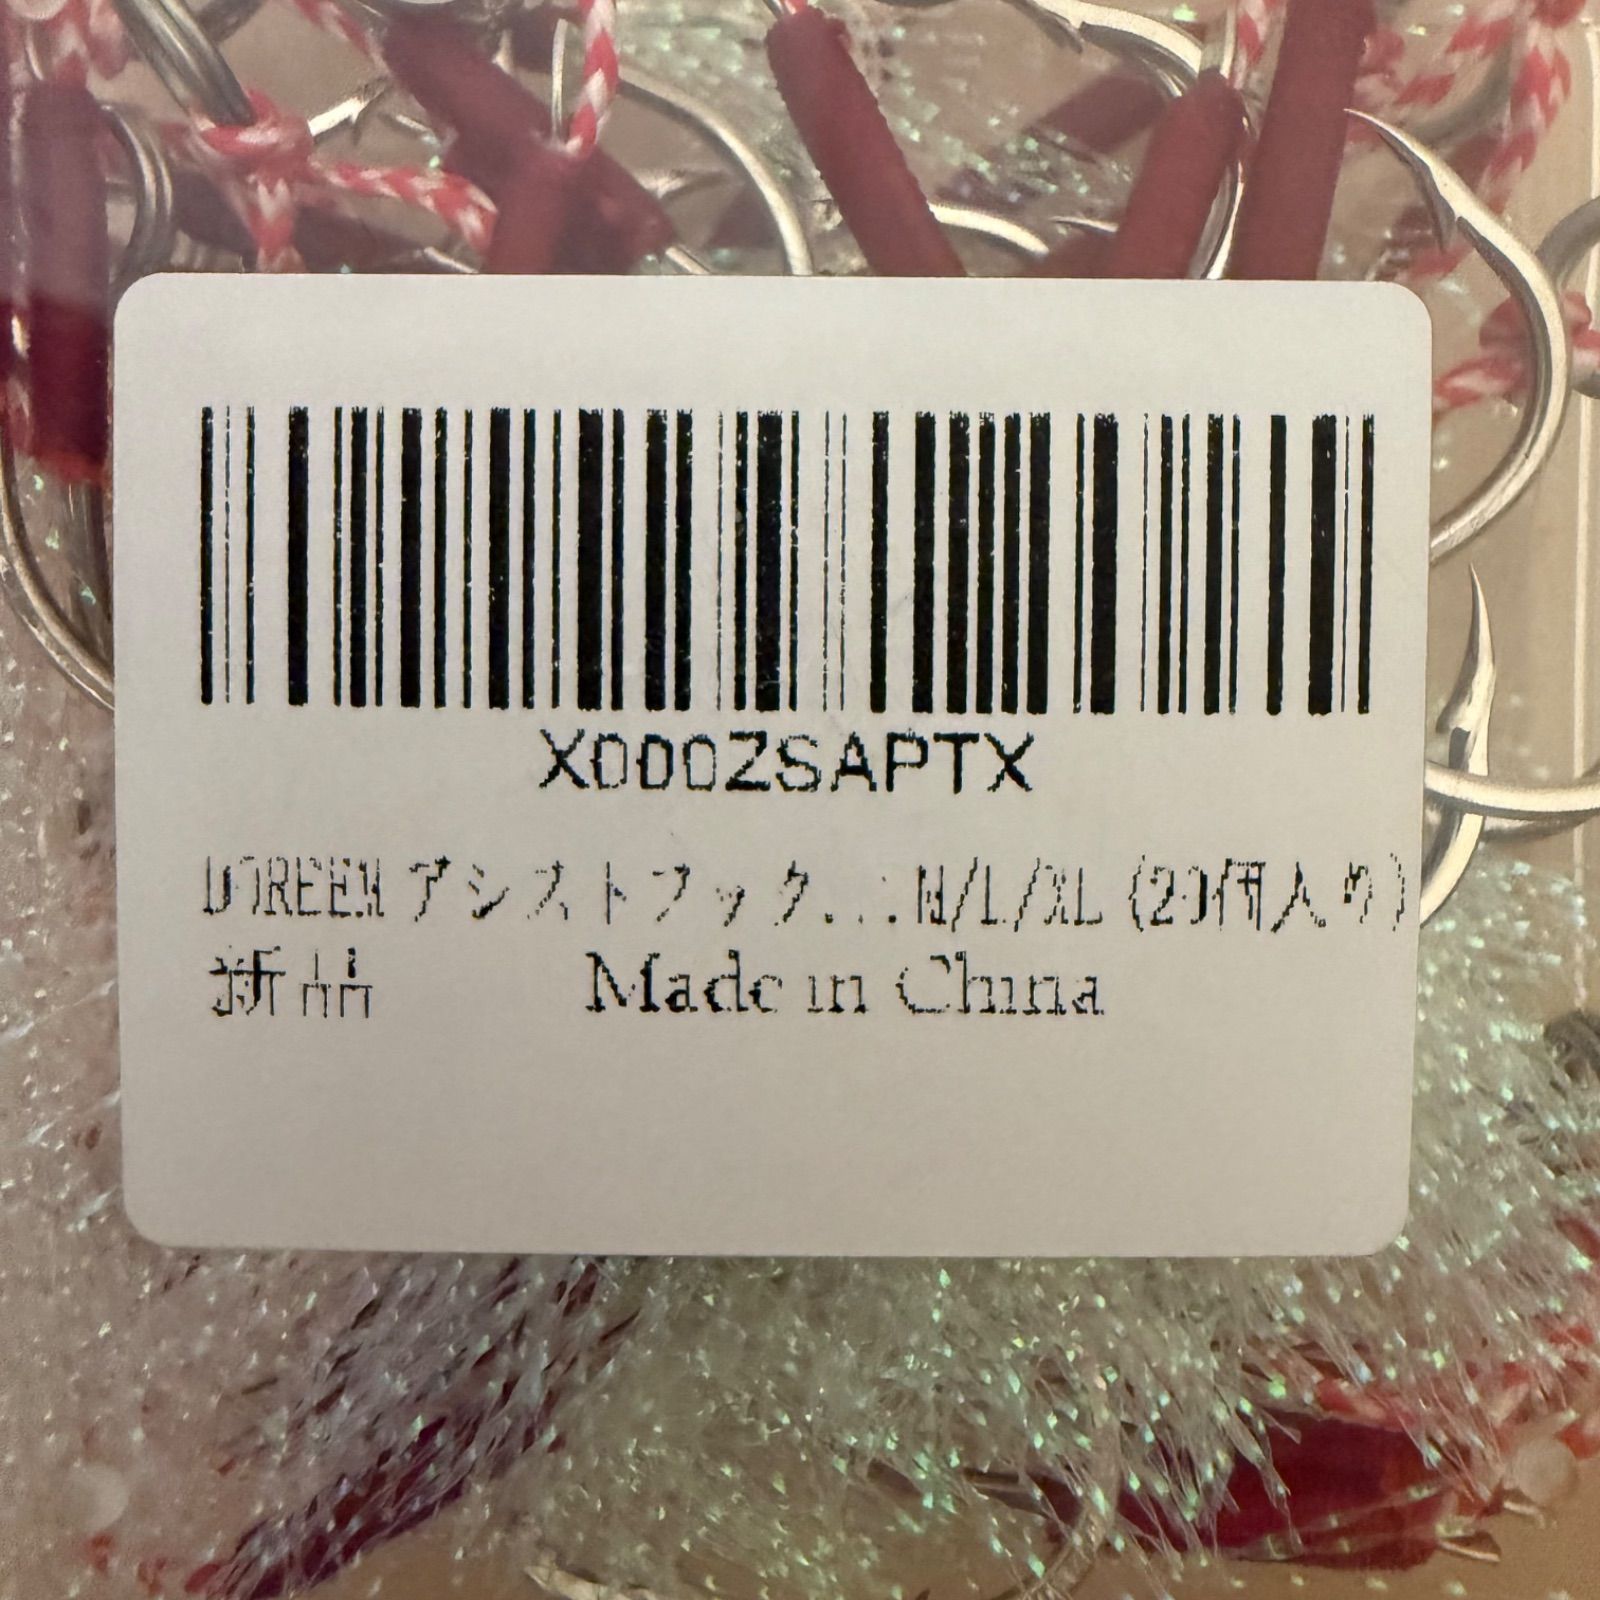 X000ZSAPTX
DOREEN アシストフック...M/L/XL (20個入り)
新品 Made in China